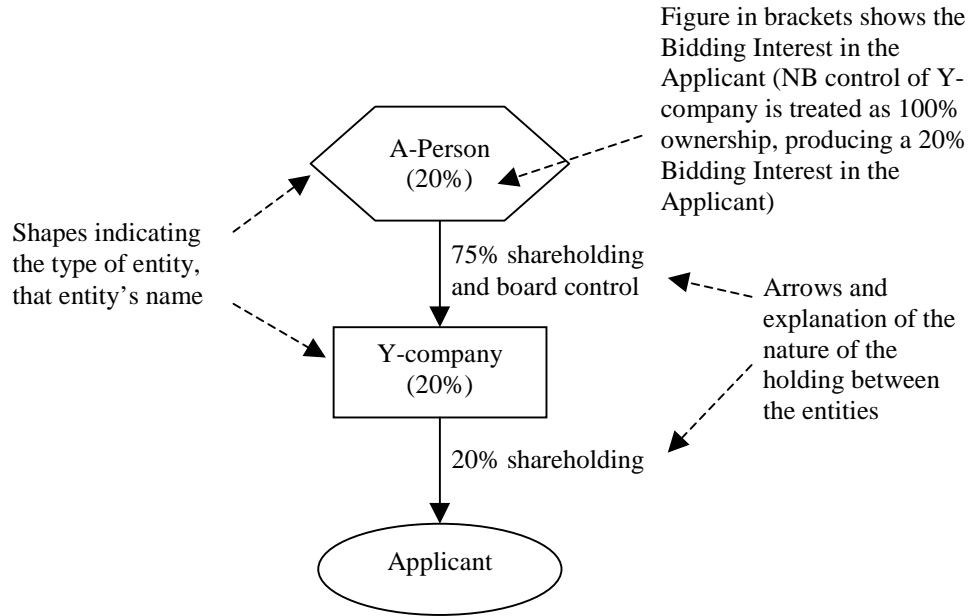 Figure in brackets shows the
Bidding Interest in the
Applicant (NB control of Y-
company is treated as 100%
ownership, producing a 20%
Bidding Interest in the
Applicant)
A-Person
(20%)
Shapes indicating
the type of entity,
that entity's name
75% shareholding
and board control
Arrows and
explanation of the
nature of the
holding between
the entities
Y-company
(20%)
20% shareholding
Applicant